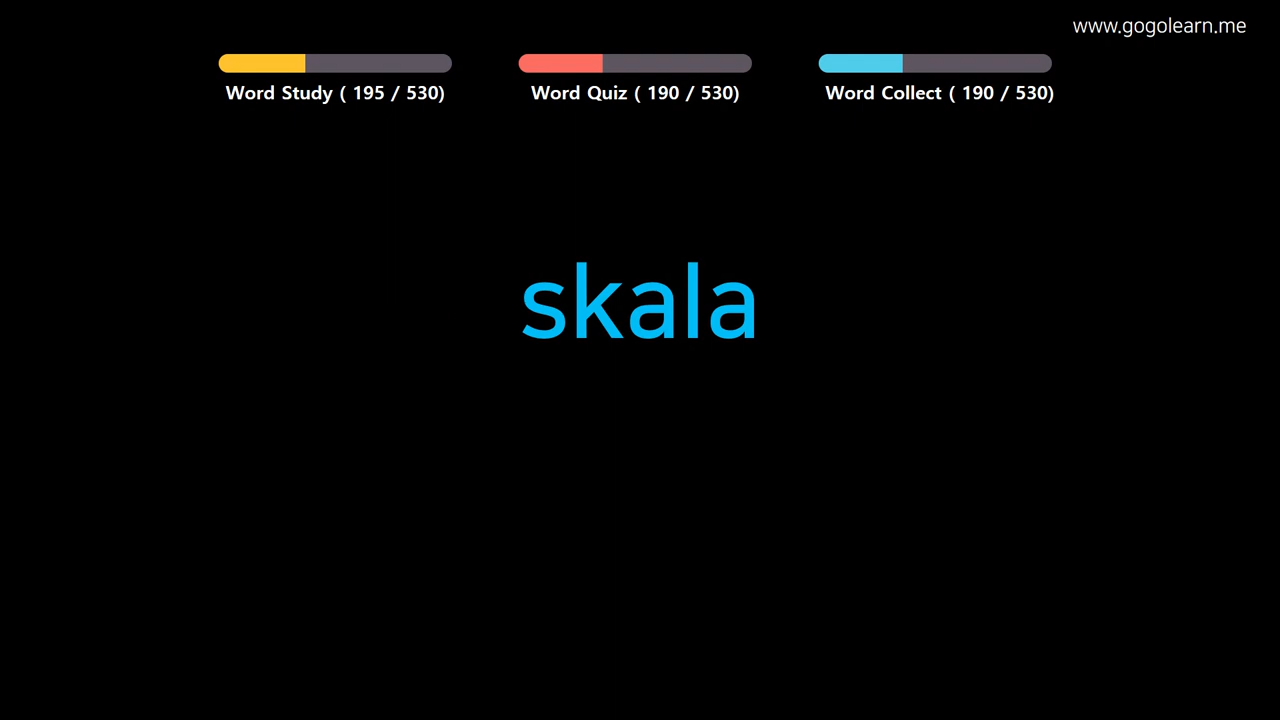 www.gogolearn.me
Word Study ( 195 / 530)
Word Quiz ( 190 / 530)
Word Collect ( 190 / 530)
skala